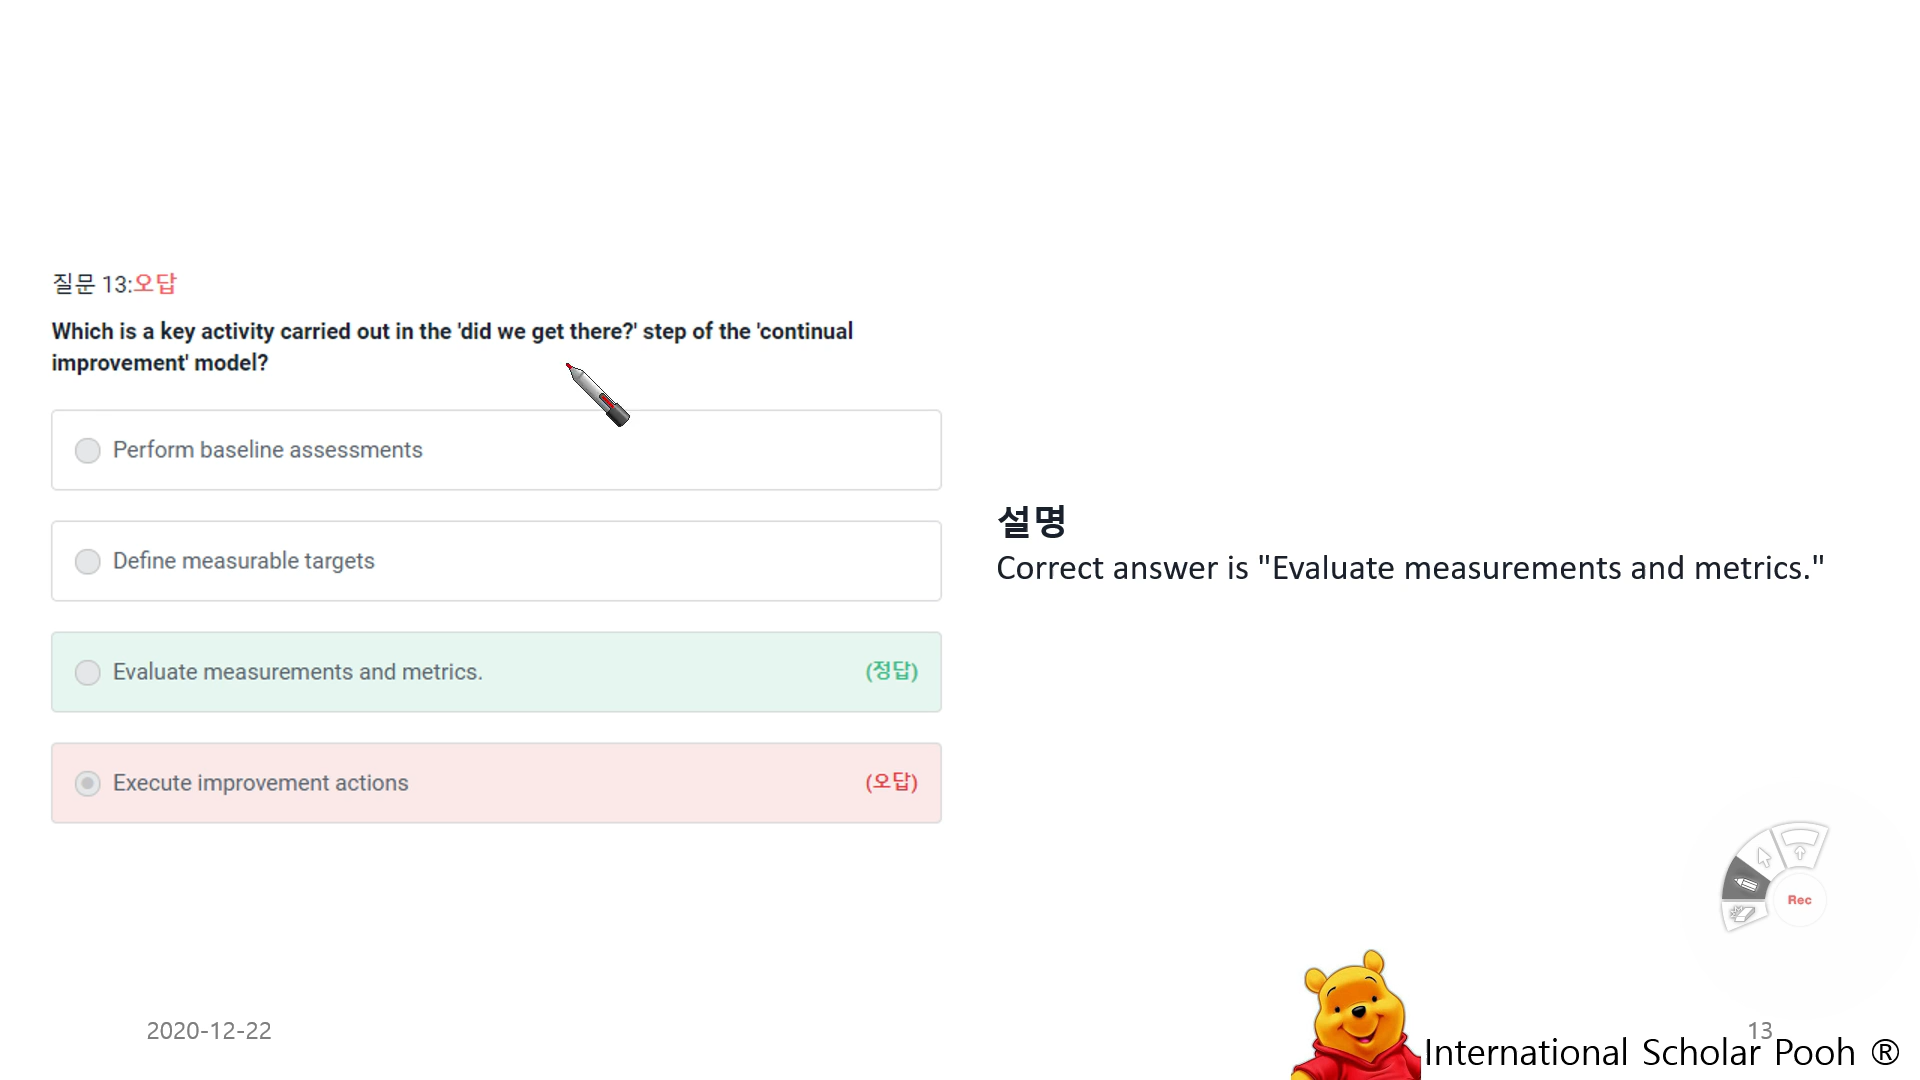 질문 13:오답
Which is a key activity carried out in the 'did we get there?' step of the 'continual
improvement' model?
Perform baseline assessments
Define measurable targets
Evaluate measurements and metrics. (정답)
Execute improvement actions (오답)
설명
Correct answer is "Evaluate measurements and metrics."
Rec
2020-12-22
13
International Scholar Pooh ®